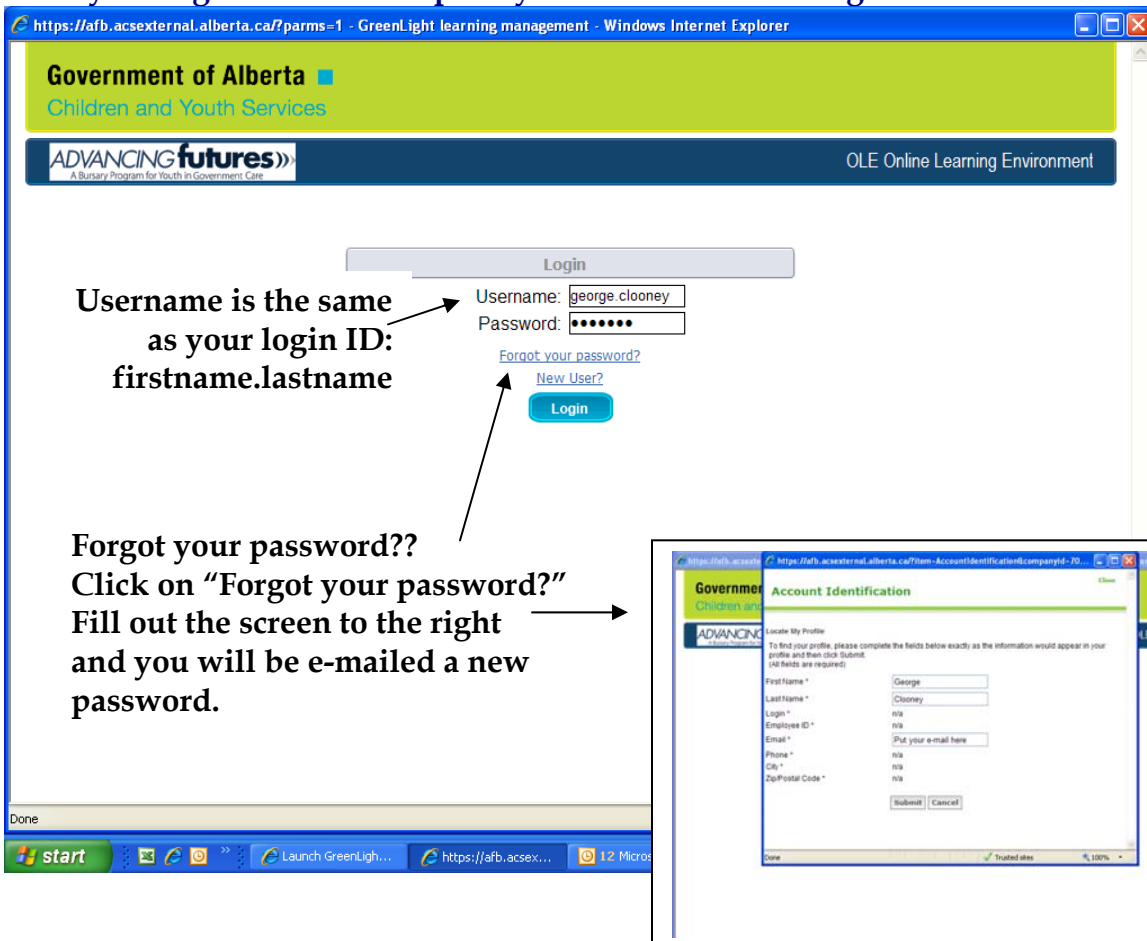 https://afb.acsexternal.alberta.ca/?parms=1 - GreenLight learning management - Windows Internet Explorer
Government of Alberta
Children and Youth Services
ADVANCING futures
A Bursary Program for Youth in Government Care
OLE Online Learning Environment
Login
Username is the same
as your login ID:
firstname.lastname
Username: george.clooney
Password: •••••••
Forgot your password?
New User?
Login
Forgot your password??
Click on “Forgot your password?”
Fill out the screen to the right
and you will be e-mailed a new
password.
https://afb.acsexternal.alberta.ca/?item=AccountIdentification&companyid=70...
Close
Governmen
Children and
ADVANCING
Account Identification
Locate My Profile
To find your profile, please complete the fields below exactly as the information would appear in your
profile and then click Submit.
(All fields are required)
First Name * George
Last Name * Clooney
Login * n/a
Employee ID * n/a
Email * Put your e-mail here
Phone * n/a
City * n/a
Zip/Postal Code * n/a
Submit Cancel
Done Trusted sites 100%
Done
start Launch GreenLigh... https://afb.acsex... 12 Micros